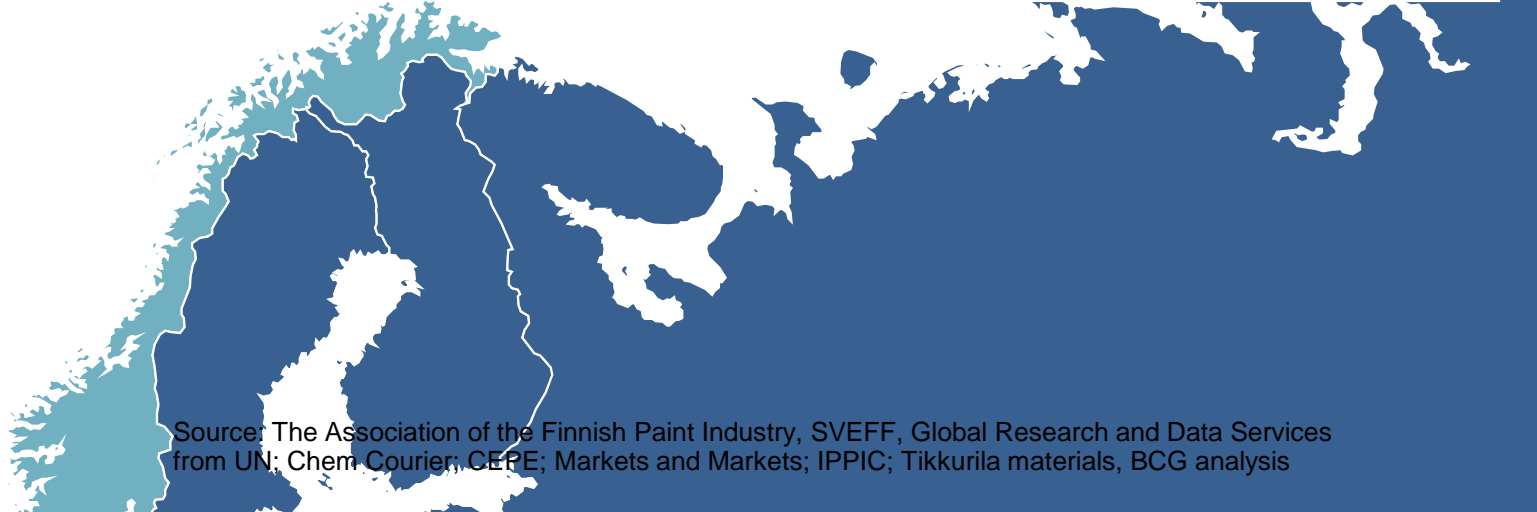 Source: The Association of the Finnish Paint Industry, SVEFF, Global Research and Data Services
from UN; Chem Courier; CEPE; Markets and Markets; IPPIC; Tikkurila materials, BCG analysis